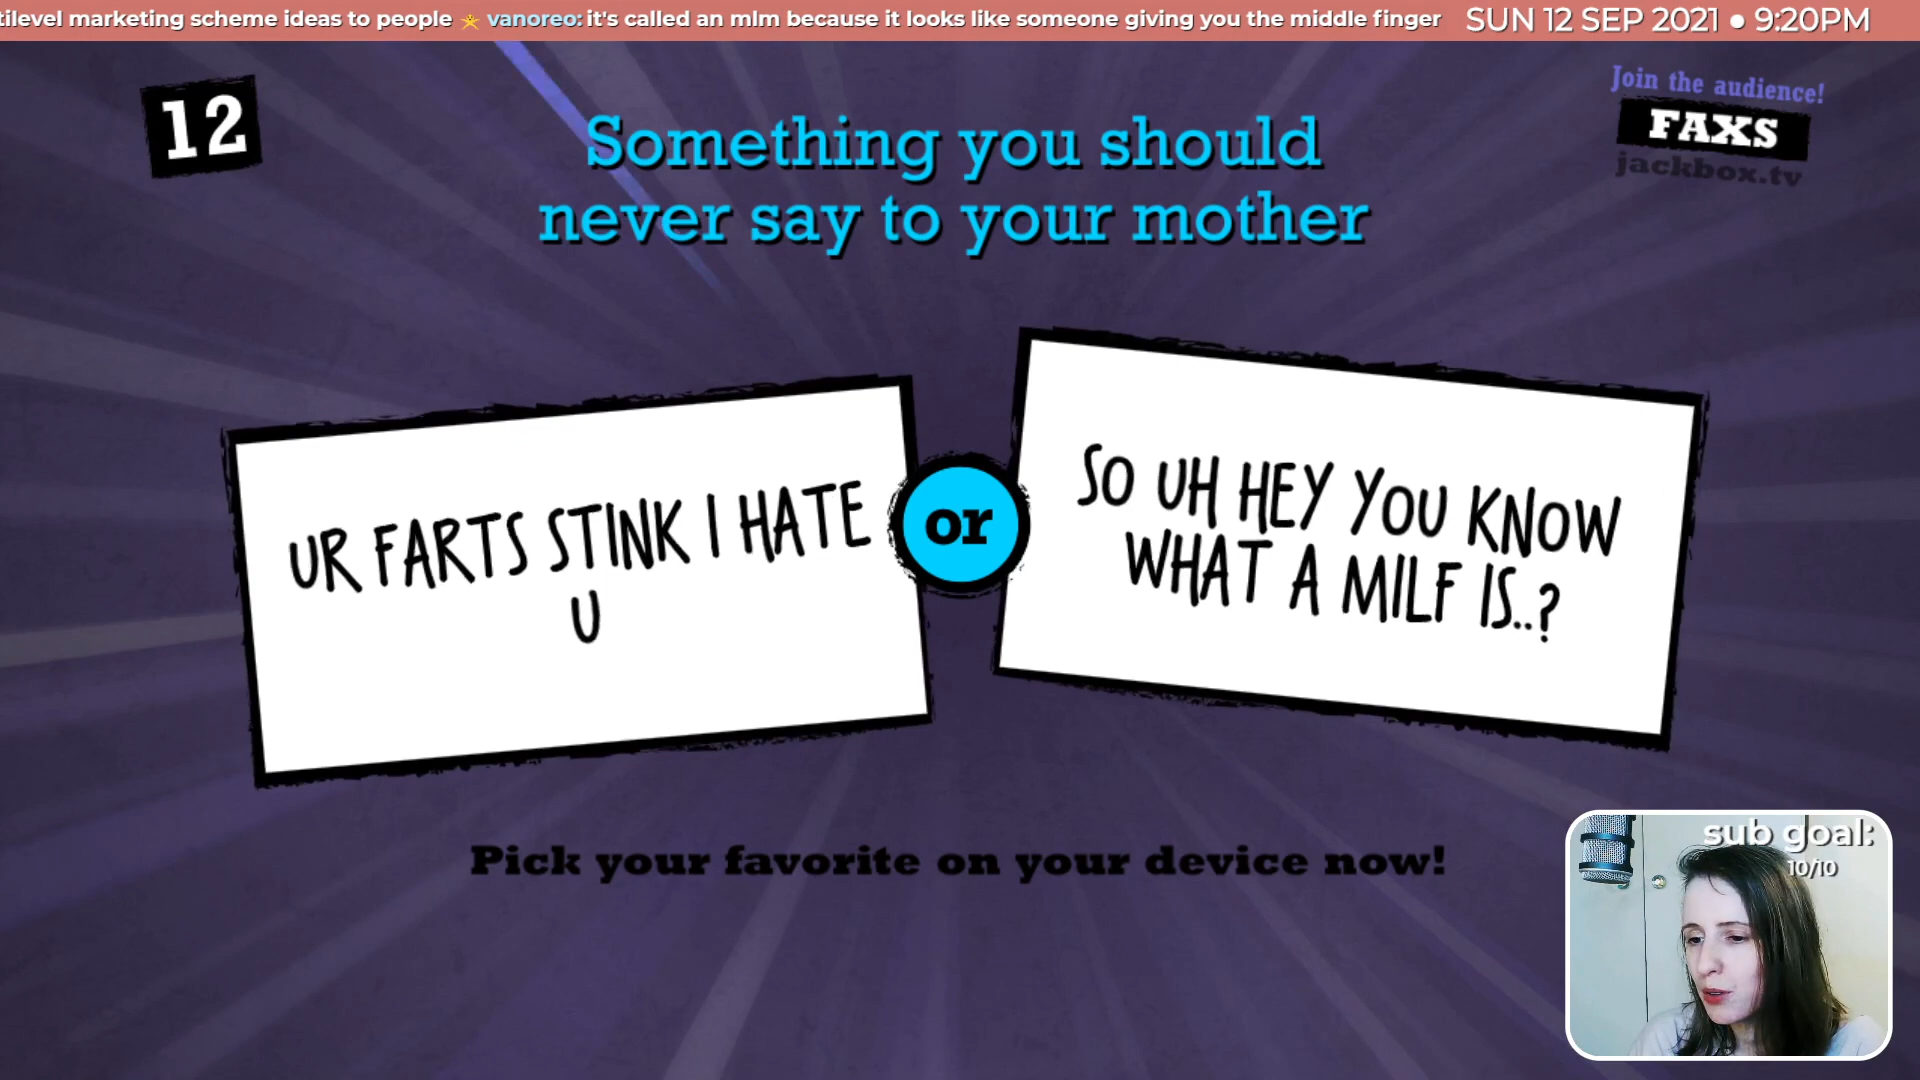 tilevel marketing scheme ideas to people vanoreo: it's called an mlm because it looks like someone giving you the middle finger
SUN 12 SEP 2021 ● 9:20PM
12
Join the audience!
FAXS
jackbox.tv
Something you should
never say to your mother
UR FARTS STINK I HATE
U
or
SO UH HEY YOU KNOW
WHAT A MILF IS..?
Pick your favorite on your device now!
sub goal:
10/10